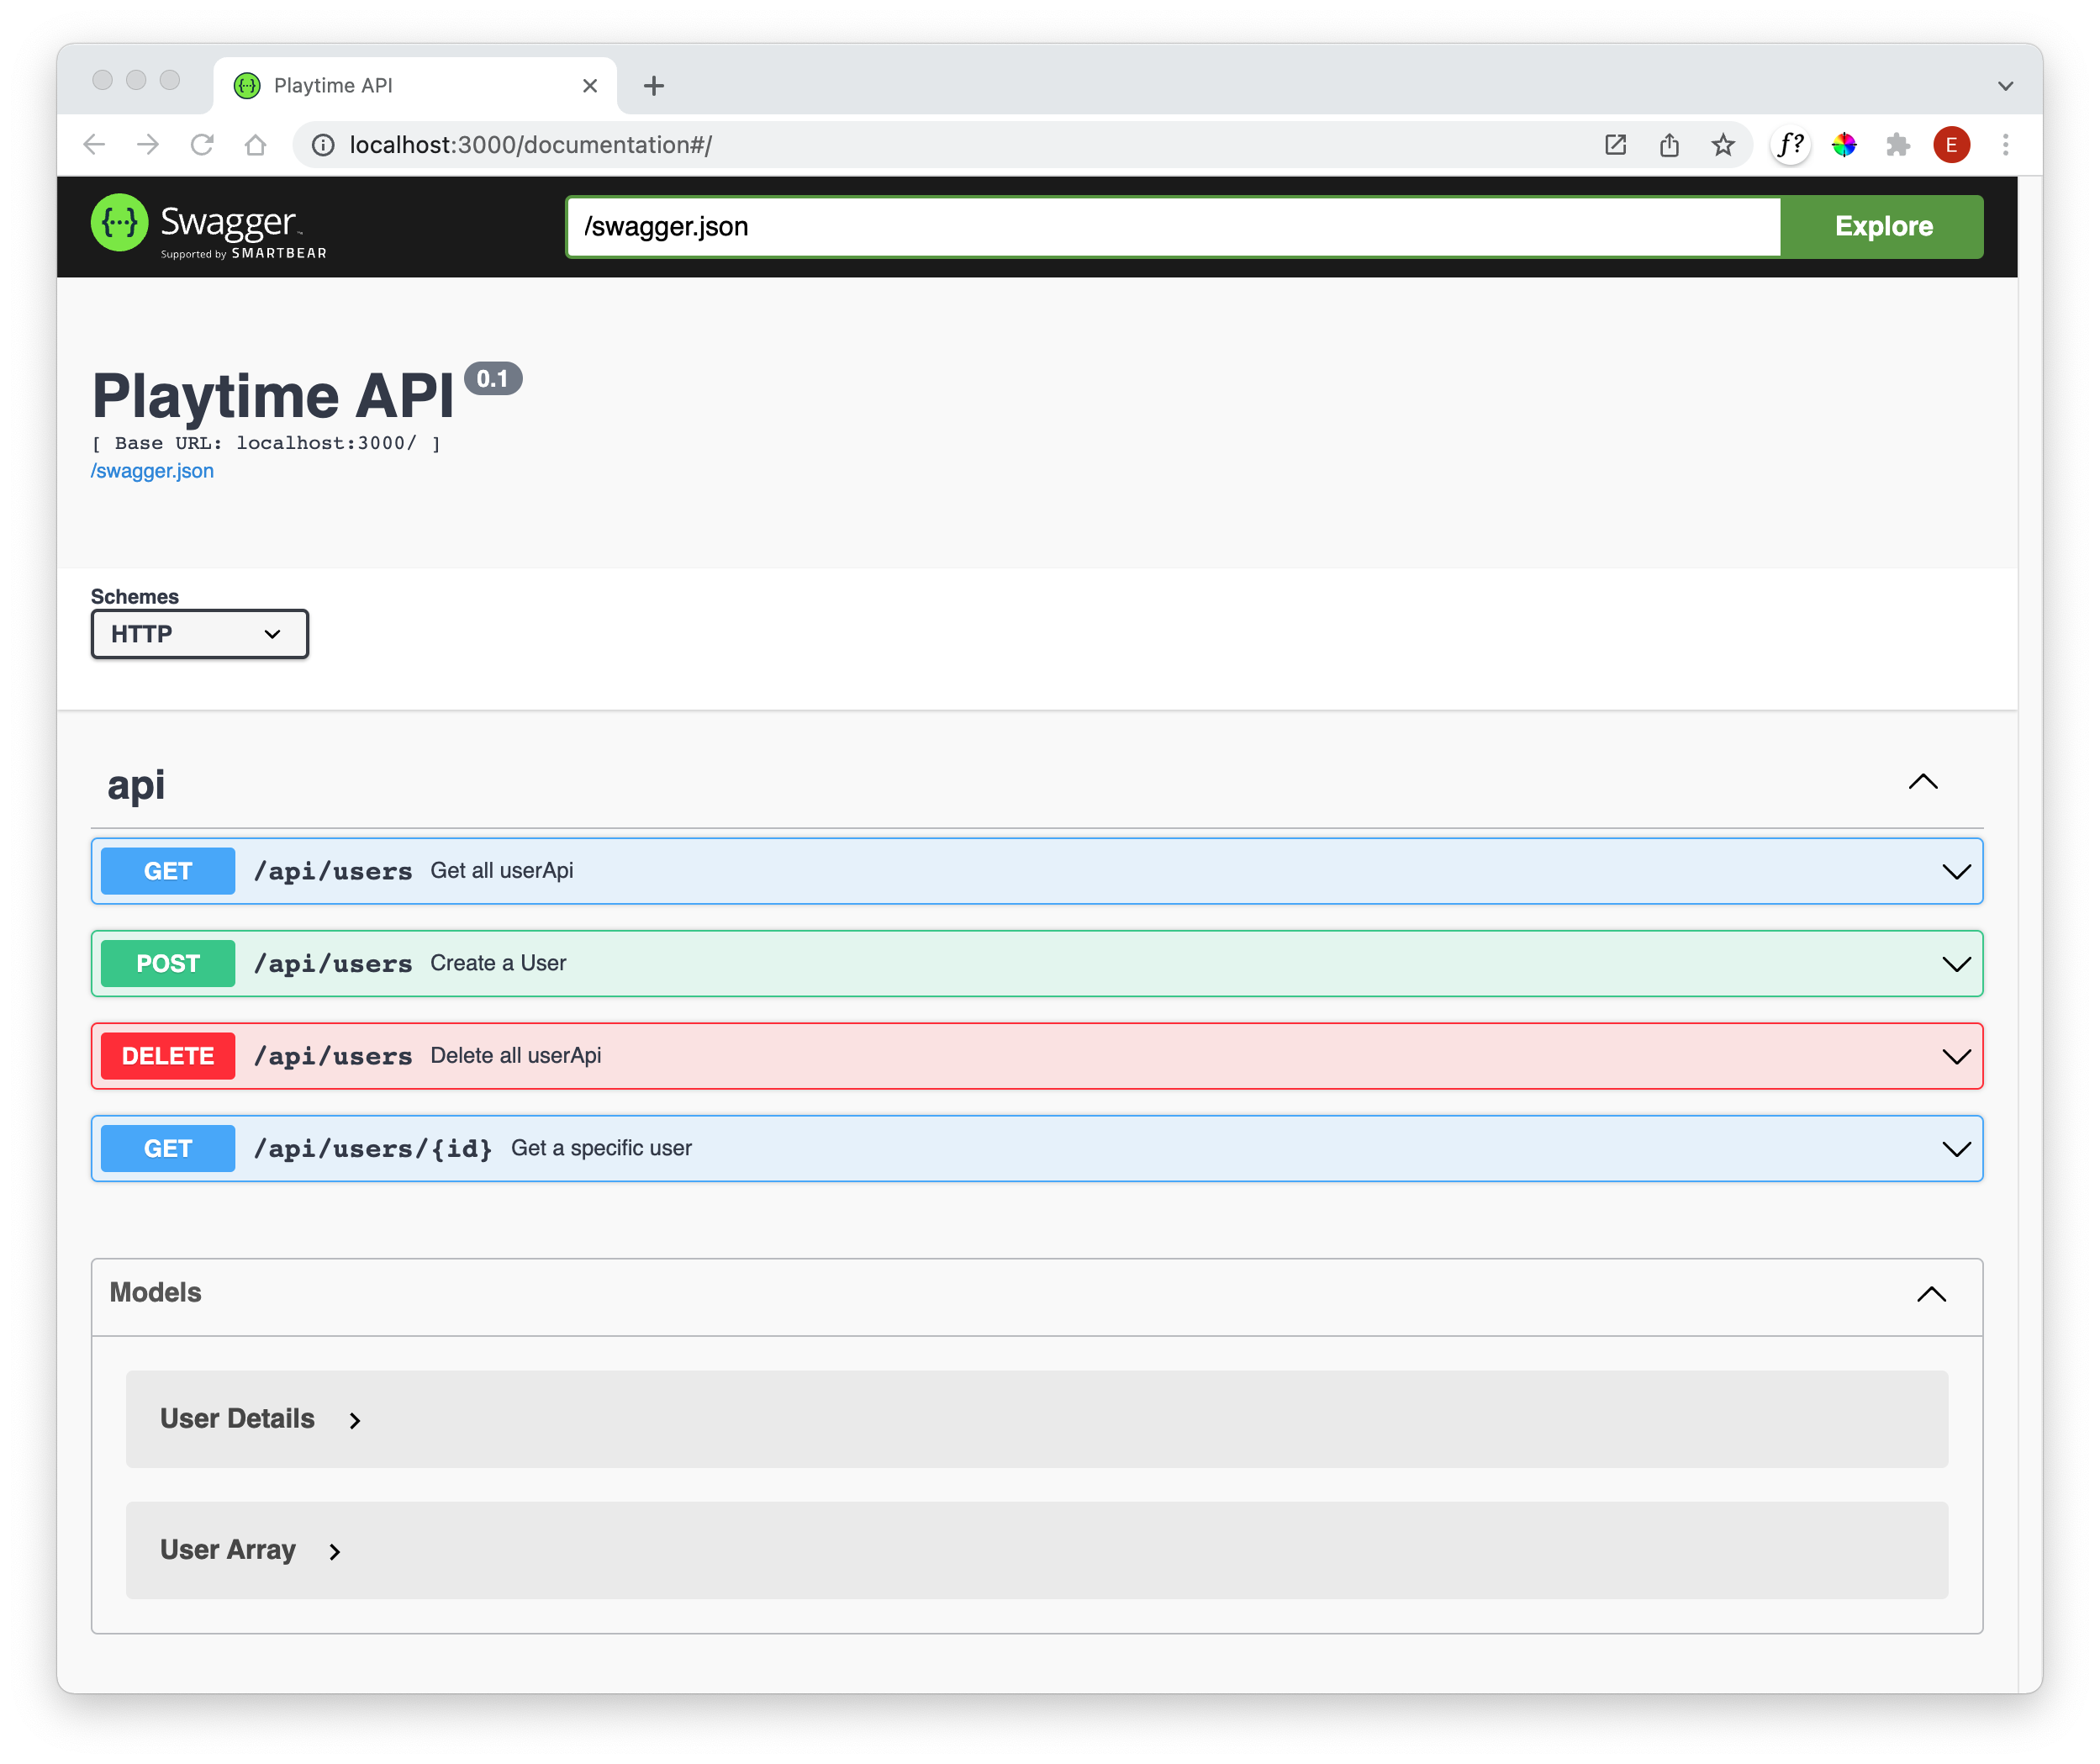 Playtime API
localhost:3000/documentation#/
f?
E
{···} Swagger™
Supported by SMARTBEAR
/swagger.json
Explore
Playtime API 0.1
[ Base URL: localhost:3000/ ]
/swagger.json
Schemes
HTTP
api
GET /api/users Get all userApi
POST /api/users Create a User
DELETE /api/users Delete all userApi
GET /api/users/{id} Get a specific user
Models
User Details
User Array